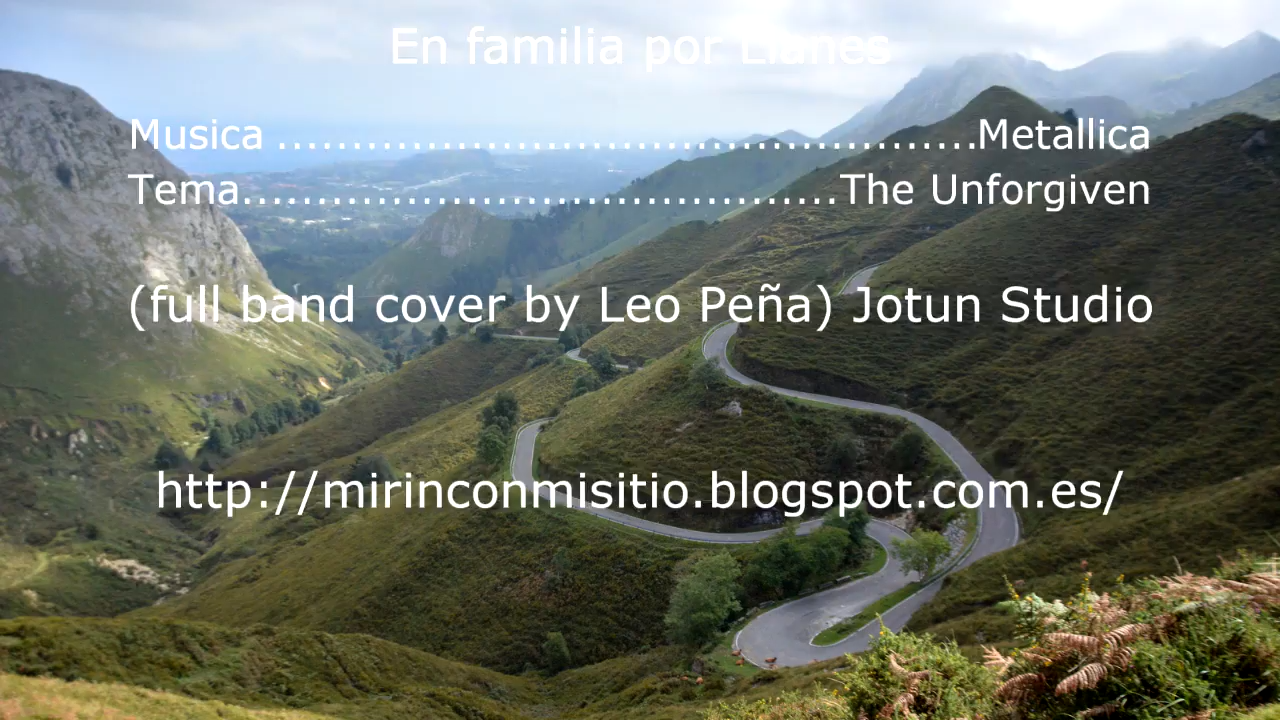 En familia por Llanes
Musica ...............................................Metallica
Tema........................................The Unforgiven
(full band cover by Leo Peña) Jotun Studio
http://mirinconmisitio.blogspot.com.es/